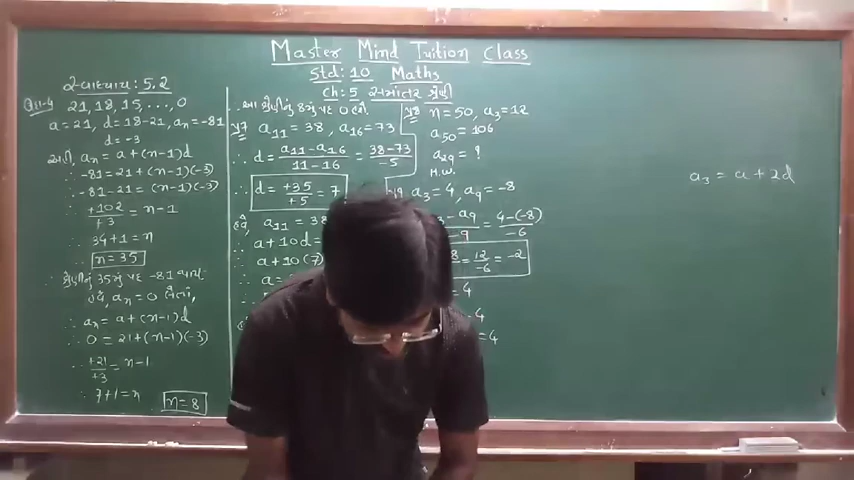 Master Mind Tuition Class
Std: 10 Maths
Ch: 5 સમાંતર શ્રેણી
સ્વાધ્યાય: 5.2
21, 18, 15, ..., 0
a = 21, d = 18-21, aₙ = -81
d = -3
aₙ = a + (n-1)d
∴ -81 = 21 + (n-1)(-3)
∴ -81-21 = (n-1)(-3)
∴ +102/+3 = n-1
∴ 34+1 = n
∴ n = 35
∴ શ્રેણીનું 35મું પદ -81
aₙ = 0
∴ aₙ = a + (n-1)d
∴ 0 = 21 + (n-1)(-3)
∴ +21/+3 = n-1
∴ 7+1 = n
n = 8
∴ આ શ્રેણીનું 8મું પદ 0
પ્ર7 a₁₁ = 38, a₁₆ = 73
∴ d = a₁₁-a₁₆/11-16 = 38-73/-5
∴ d = +35/+5 = 7
a₁₁ = 38
∴ a + 10d =
∴ a + 10(7)
∴ a =
પ્ર8 n = 50, a₃ = 12
a₅₀ = 106
a₂₉ = ?
H.W.
a₃ = 4, a₉ = -8
- a₉/- 9 = 4-(-8)/-6
= 12/-6 = -2
= 4
= 4
a₃ = a + 2d